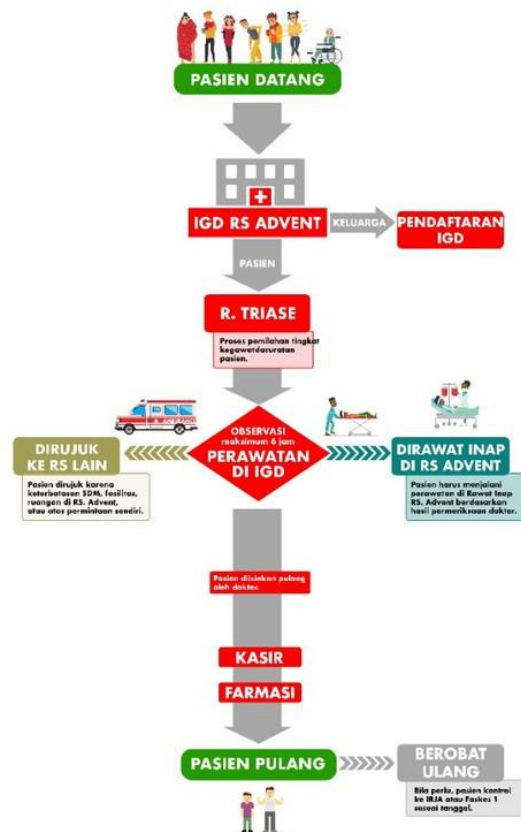 PASIEN DATANG
IGD RS ADVENT
KELUARGA
PENDAFTARAN
IGD
PASIEN
R. TRIASE
Proses pemilahan tingkat
kegawatdaruratan
pasien.
OBSERVASI
maksimum 6 jam
PERAWATAN
DI IGD
DIRUJUK
KE RS LAIN
Pasien dirujuk karena
keterbatasan SDM, fasilitas,
ruangan di RS. Advent,
atau atas permintaan sendiri.
DIRAWAT INAP
DI RS ADVENT
Pasien harus menjalani
perawatan di Rawat Inap
RS. Advent berdasarkan
hasil pemeriksaan dokter.
Pasien diizinkan pulang
oleh dokter.
KASIR
FARMASI
PASIEN PULANG
BEROBAT
ULANG
Bila perlu, pasien kontrol
ke IRJA atau Faskes 1
sesuai tanggal.